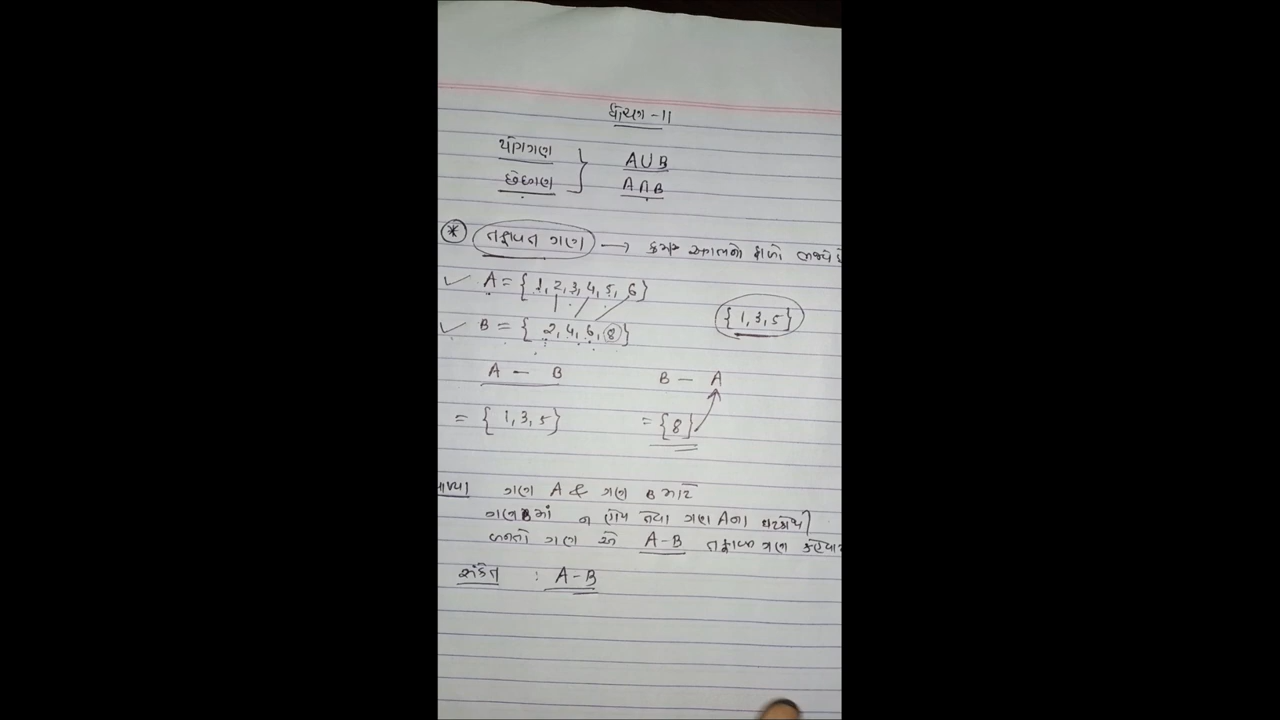 ધોરણ - 11
યોગગણ } A∪B
છેદગણ A∩B
* તફાવત ગણ → ક્રમ
✓ A = { 1, 2, 3, 4, 5, 6 }
{ 1, 3, 5 }
✓ B = { 2, 4, 6, 8 }
A - B B - A
= { 1, 3, 5 } = { 8 }
ગણ A & ગણ B માટે
ગણ B માં ન હોય તેવા ગણ A ના ઘટકોથી
બનતો ગણ એ A-B તફાવત ગણ
સંકેત : A-B